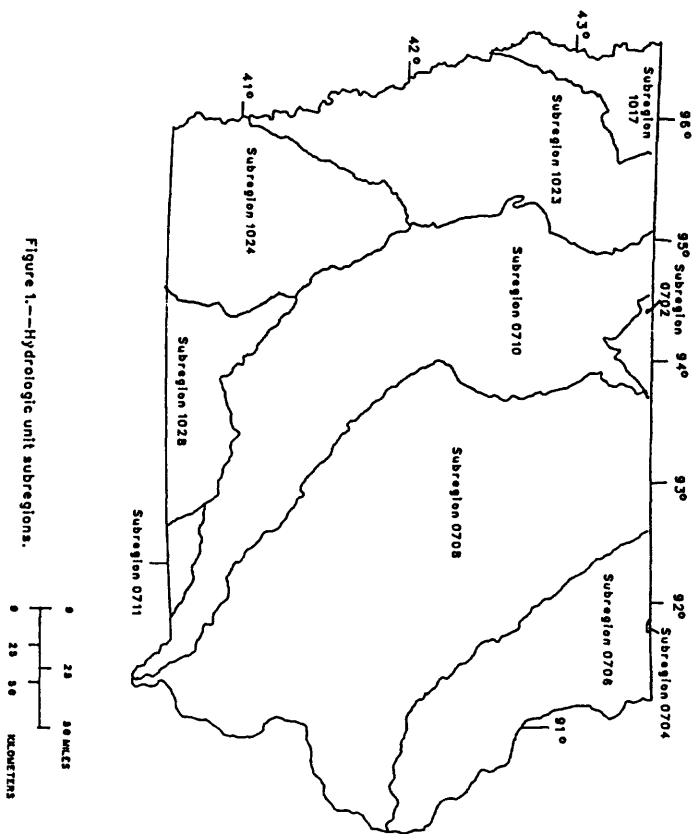 96°
95°
94°
93°
92°
43°
42°
41°
91°
Subregion
1017
Subregion 1023
Subregion
0702
Subregion 0710
Subregion 0708
Subregion 0706
Subregion 0704
Subregion 1024
Subregion 1028
Subregion 0711
0 25 50 MILES
0 25 50 KILOMETERS
Figure 1.--Hydrologic unit subregions.